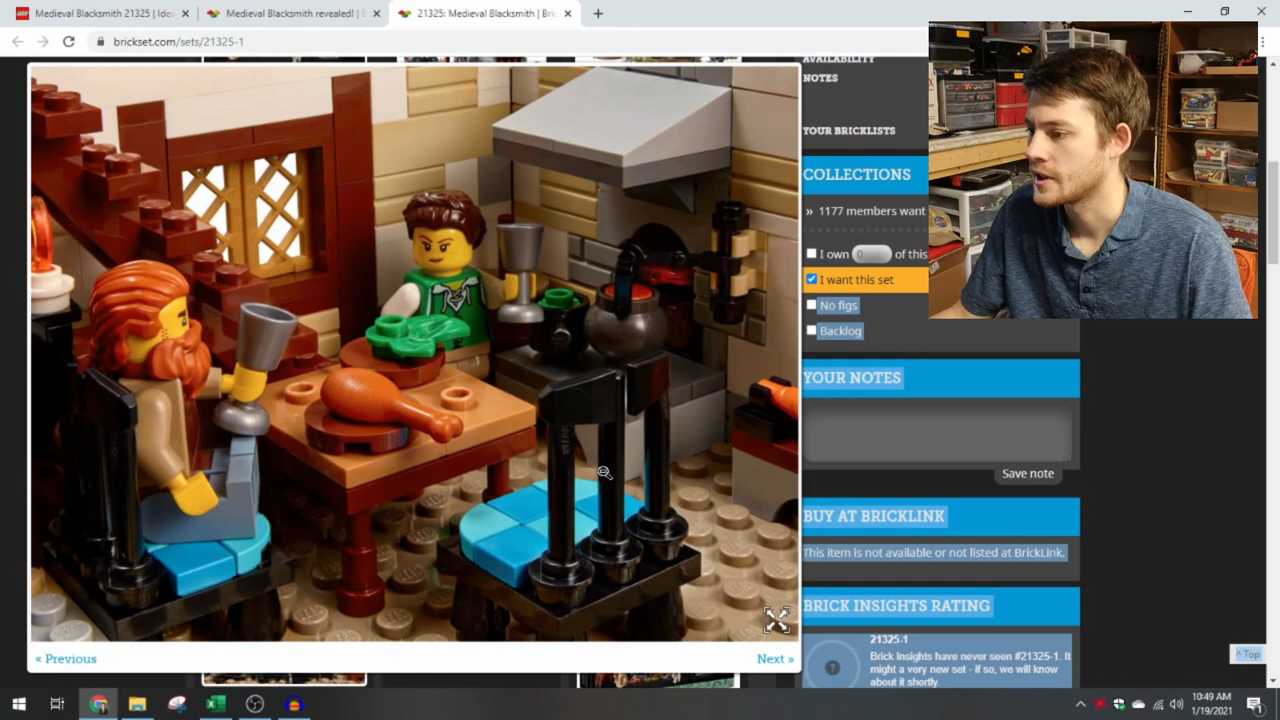 Medieval Blacksmith 21325 | Idea
Medieval Blacksmith revealed! |
21325: Medieval Blacksmith | Bric
brickset.com/sets/21325-1
AVAILABILITY
NOTES
YOUR BRICKLISTS
COLLECTIONS
» 1177 members want
I own 0 of this
I want this set
No figs
Backlog
YOUR NOTES
Save note
BUY AT BRICKLINK
This item is not available or not listed at BrickLink.
BRICK INSIGHTS RATING
21325-1
Brick Insights have never seen #21325-1. It
might a very new set - if so, we will know
about it shortly.
?
^ Top
« Previous
Next »
10:49 AM
1/19/2021